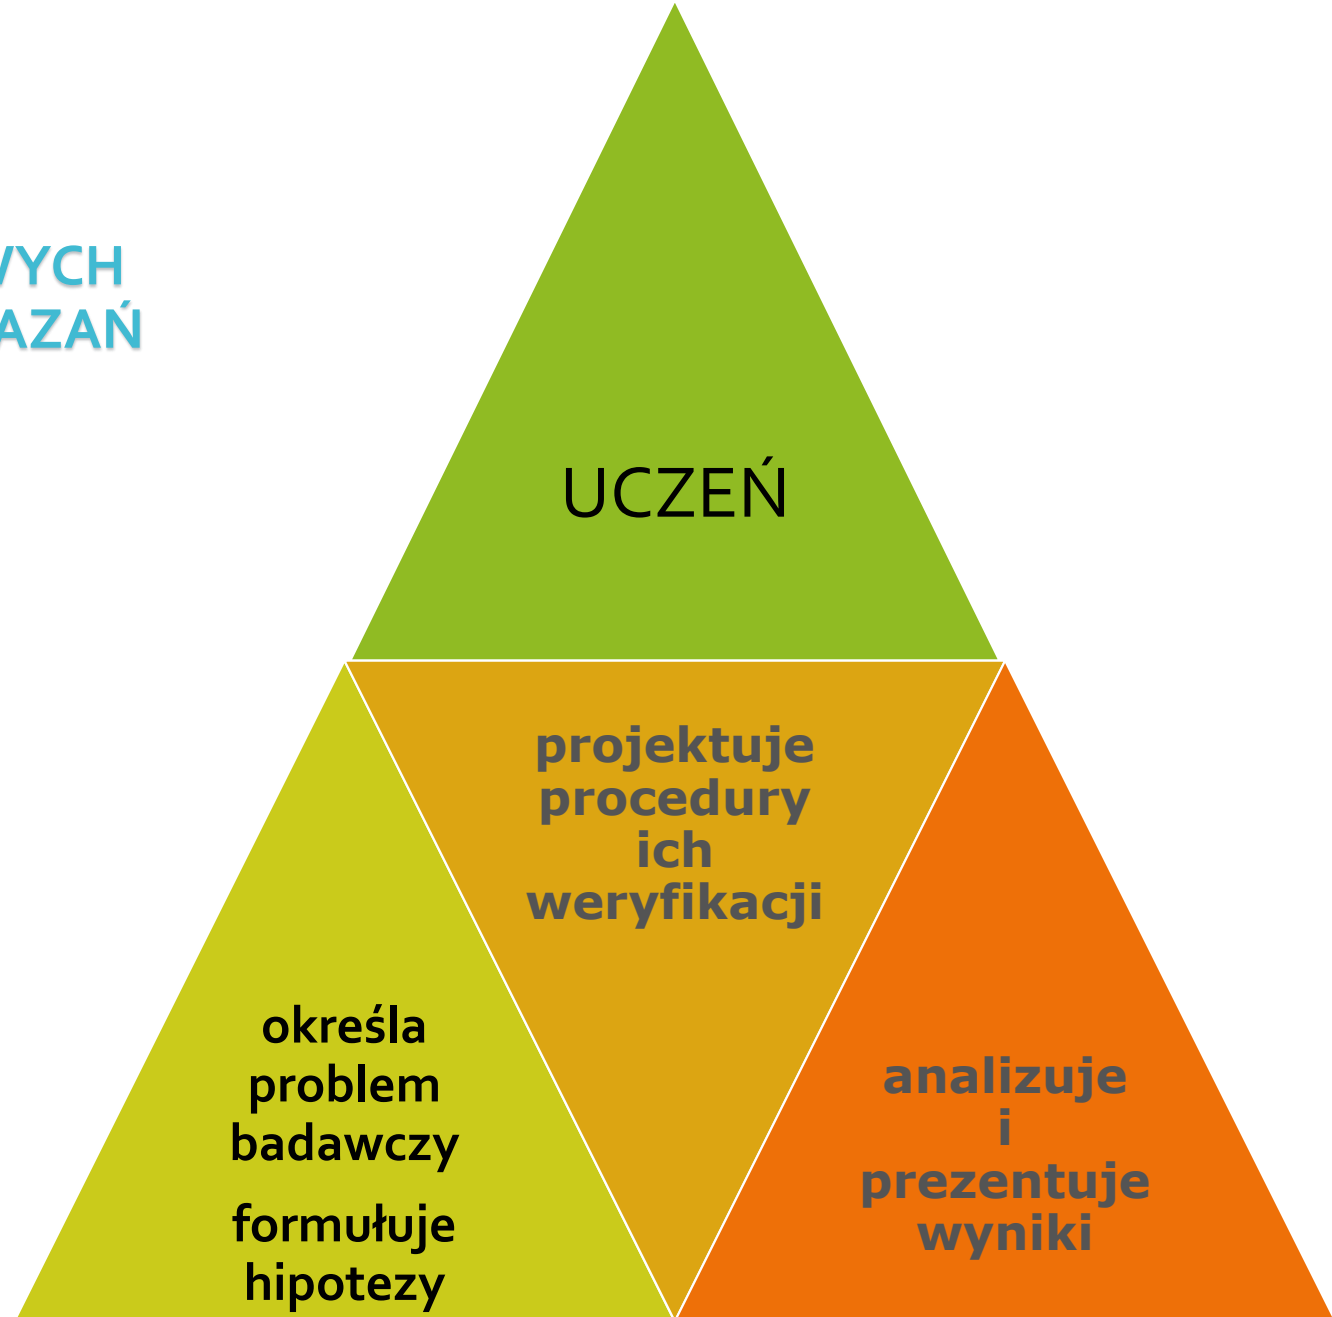 WYCH
AZAŃ
UCZEŃ
projektuje
procedury
ich
weryfikacji
określa
problem
badawczy
formułuje
hipotezy
analizuje
i
prezentuje
wyniki